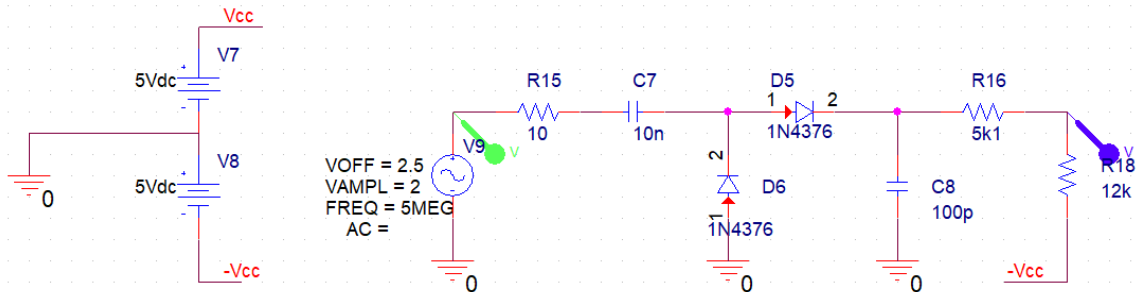 Vcc
V7
5Vdc
0
V8
5Vdc
-Vcc
V9
VOFF = 2.5
VAMPL = 2
FREQ = 5MEG
AC =
0
V
R15
10
C7
10n
D5
1
2
1N4376
2
D6
1
1N4376
0
C8
100p
0
R16
5k1
V
R18
12k
-Vcc